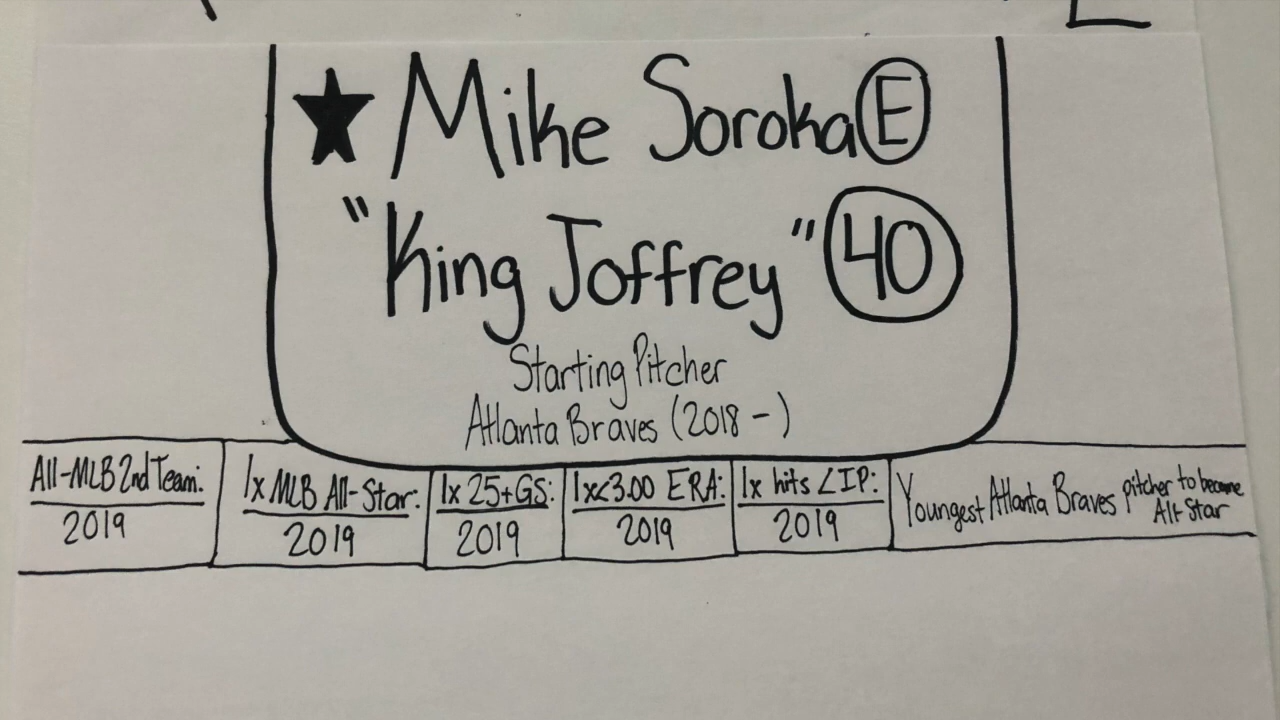 ★ Mike Soroka Ⓔ
"King Joffrey" 40
Starting Pitcher
Atlanta Braves (2018 - )
All-MLB 2nd Team:
2019
1x MLB All-Star:
2019
1x 25+GS:
2019
1x<3.00 ERA:
2019
1x hits < IP:
2019
Youngest Atlanta Braves pitcher to become
All-Star